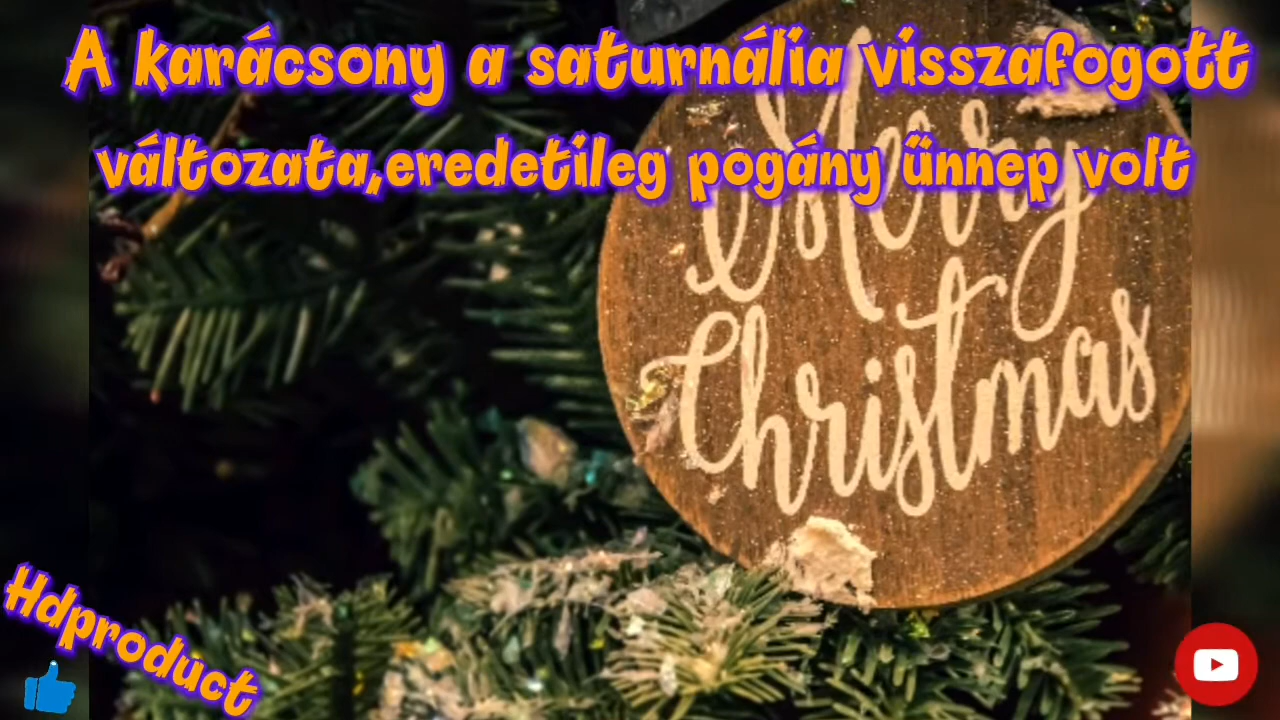 A karácsony a saturnália visszafogott
változata,eredetileg pogány ünnep volt
Merry
Christmas
Hdproduct